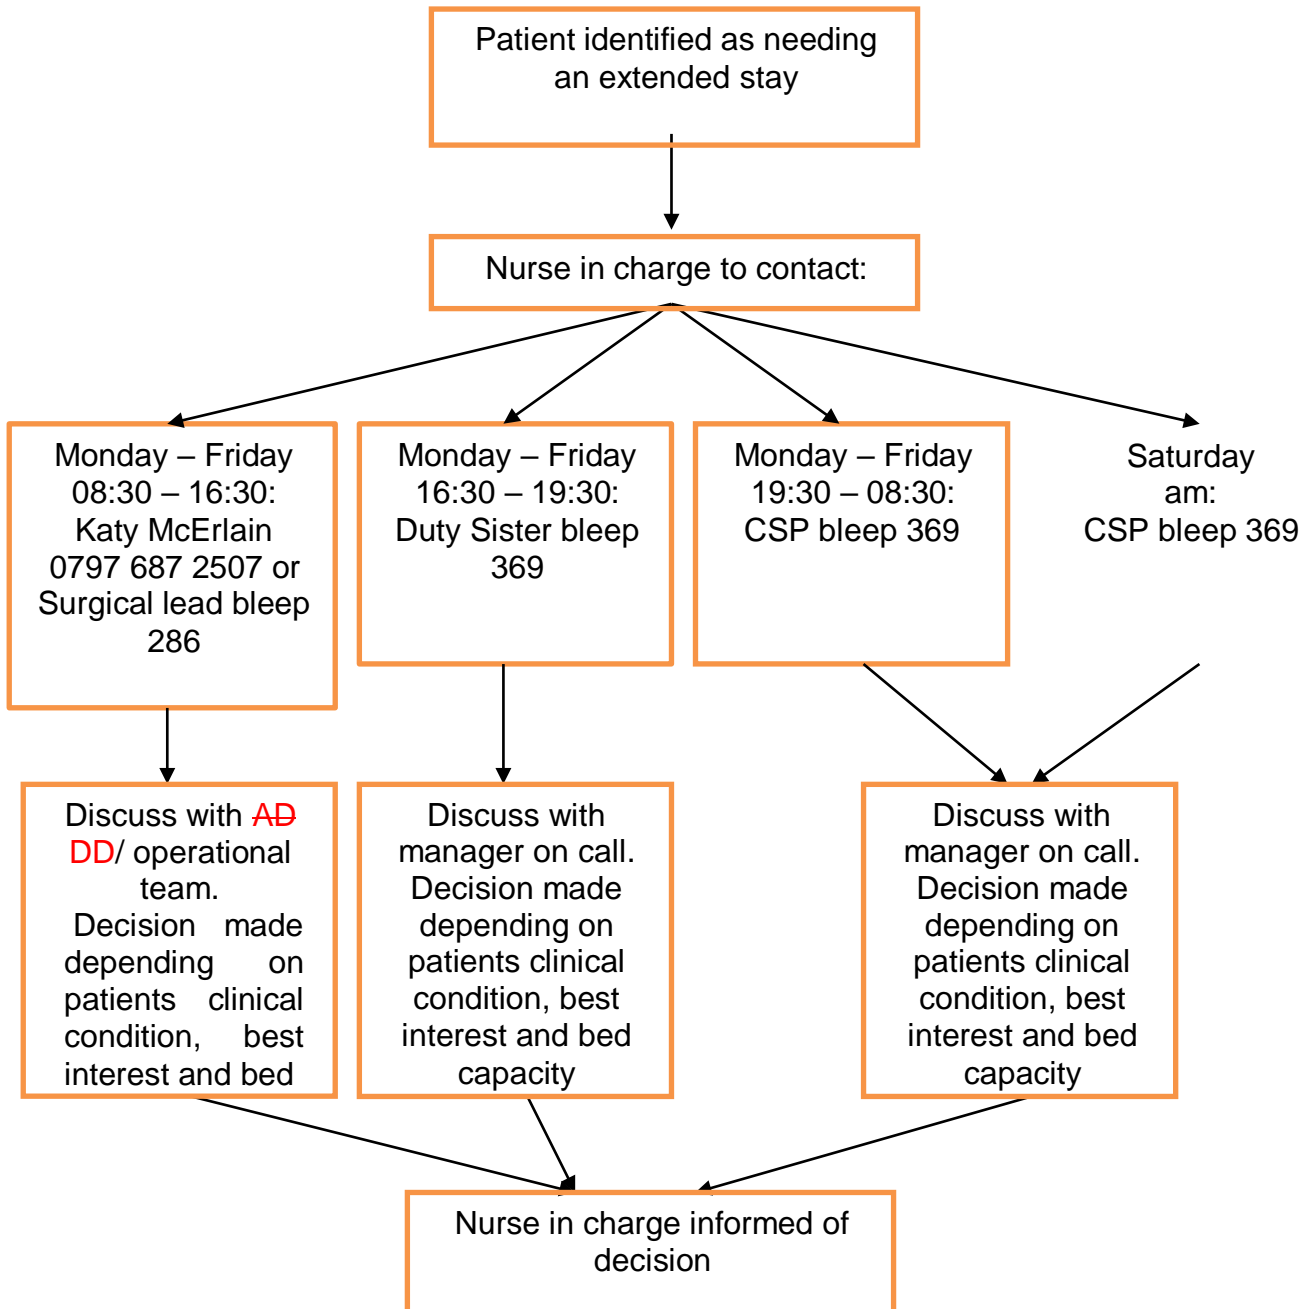 Patient identified as needing
an extended stay
Nurse in charge to contact:
Monday – Friday
08:30 – 16:30:
Katy McErlain
0797 687 2507 or
Surgical lead bleep
286
Monday – Friday
16:30 – 19:30:
Duty Sister bleep
369
Monday – Friday
19:30 – 08:30:
CSP bleep 369
Saturday
am:
CSP bleep 369
Discuss with AD
DD/ operational
team.
Decision made
depending on
patients clinical
condition, best
interest and bed
Discuss with
manager on call.
Decision made
depending on
patients clinical
condition, best
interest and bed
capacity
Discuss with
manager on call.
Decision made
depending on
patients clinical
condition, best
interest and bed
capacity
Nurse in charge informed of
decision